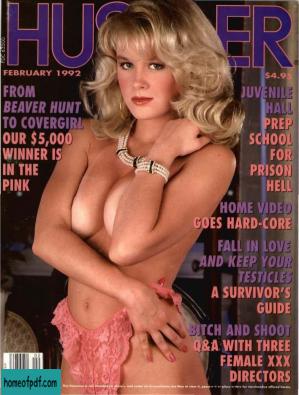 HUSTLER
FEBRUARY 1992
$4.95
FROM
BEAVER HUNT
TO COVERGIRL
OUR $5,000
WINNER IS
IN THE
PINK
JUVENILE
HALL
PREP
SCHOOL
FOR
PRISON
HELL
HOME VIDEO
GOES HARD-CORE
FALL IN LOVE
AND KEEP YOUR
TESTICLES
A SURVIVOR'S
GUIDE
BITCH AND SHOOT
Q&A WITH THREE
FEMALE XXX
DIRECTORS
homeofpdf.com